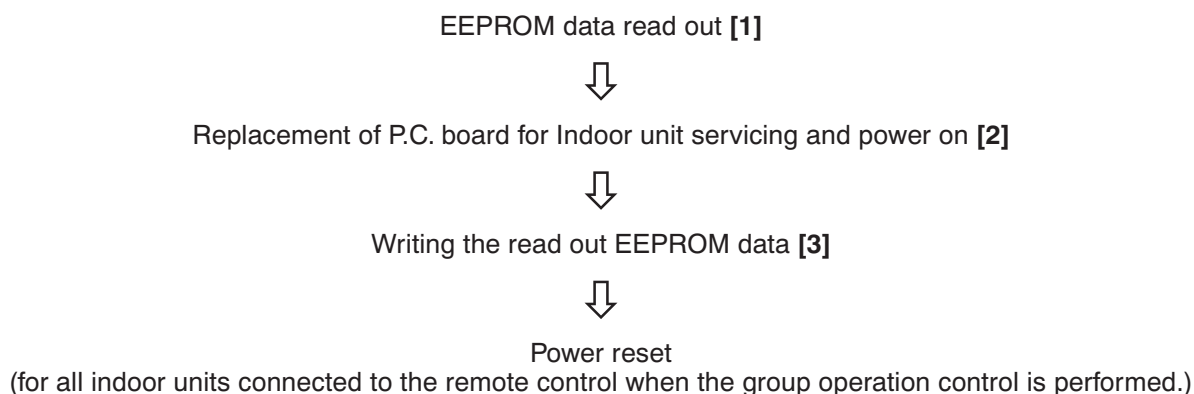 EEPROM data read out [1]
Replacement of P.C. board for Indoor unit servicing and power on [2]
Writing the read out EEPROM data [3]
Power reset
(for all indoor units connected to the remote control when the group operation control is performed.)